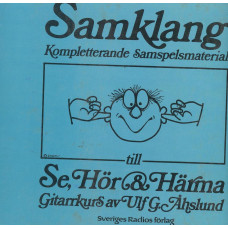 Samklang
Kompletterande Samspelsmaterial
till
Se, Hör & Härma
Gitarrkurs av Ulf G. Åhslund
Sveriges Radios förlag